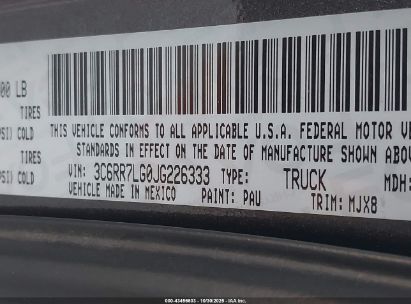 00 LB
TIRES
PSI) COLD
TIRES
PSI) COLD
THIS VEHICLE CONFORMS TO ALL APPLICABLE U.S.A. FEDERAL MOTOR VE
STANDARDS IN EFFECT ON THE DATE OF MANUFACTURE SHOWN ABOV
VIN: 3C6RR7LG0JG226333 TYPE: TRUCK MDH:
VEHICLE MADE IN MEXICO PAINT: PAU TRIM: MJX8